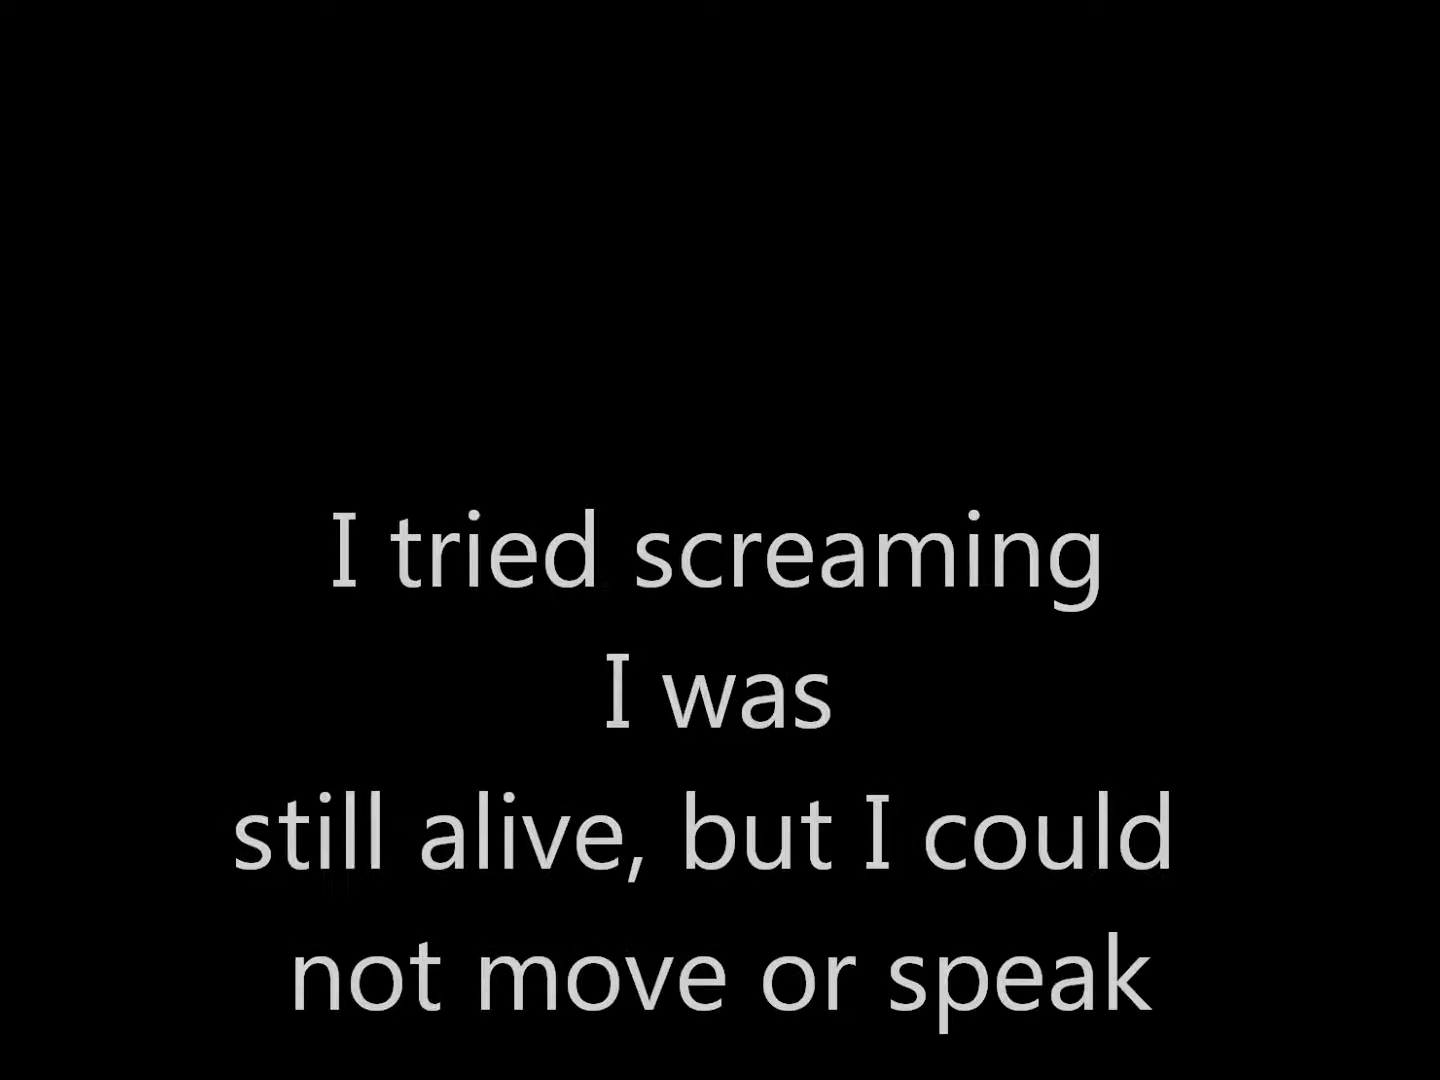 I tried screaming
I was
still alive, but I could
not move or speak